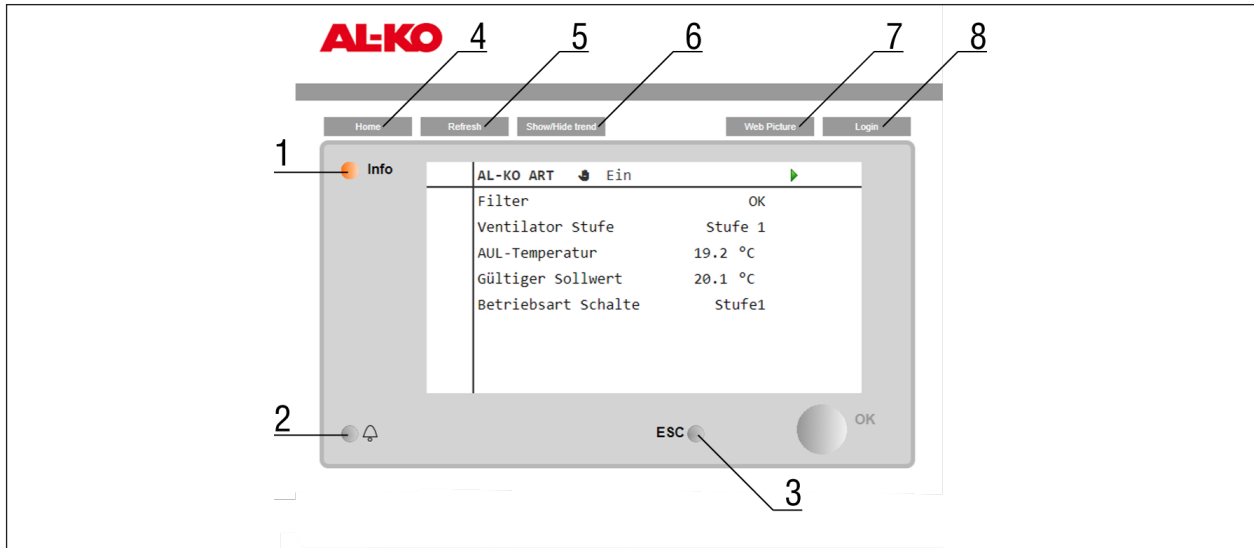 AL-KO 4 5 6 7 8
Home Refresh Show/Hide trend Web Picture Login
1 Info
AL-KO ART Ein
Filter OK
Ventilator Stufe Stufe 1
AUL-Temperatur 19.2 °C
Gültiger Sollwert 20.1 °C
Betriebsart Schalte Stufe1
2 ESC OK
3